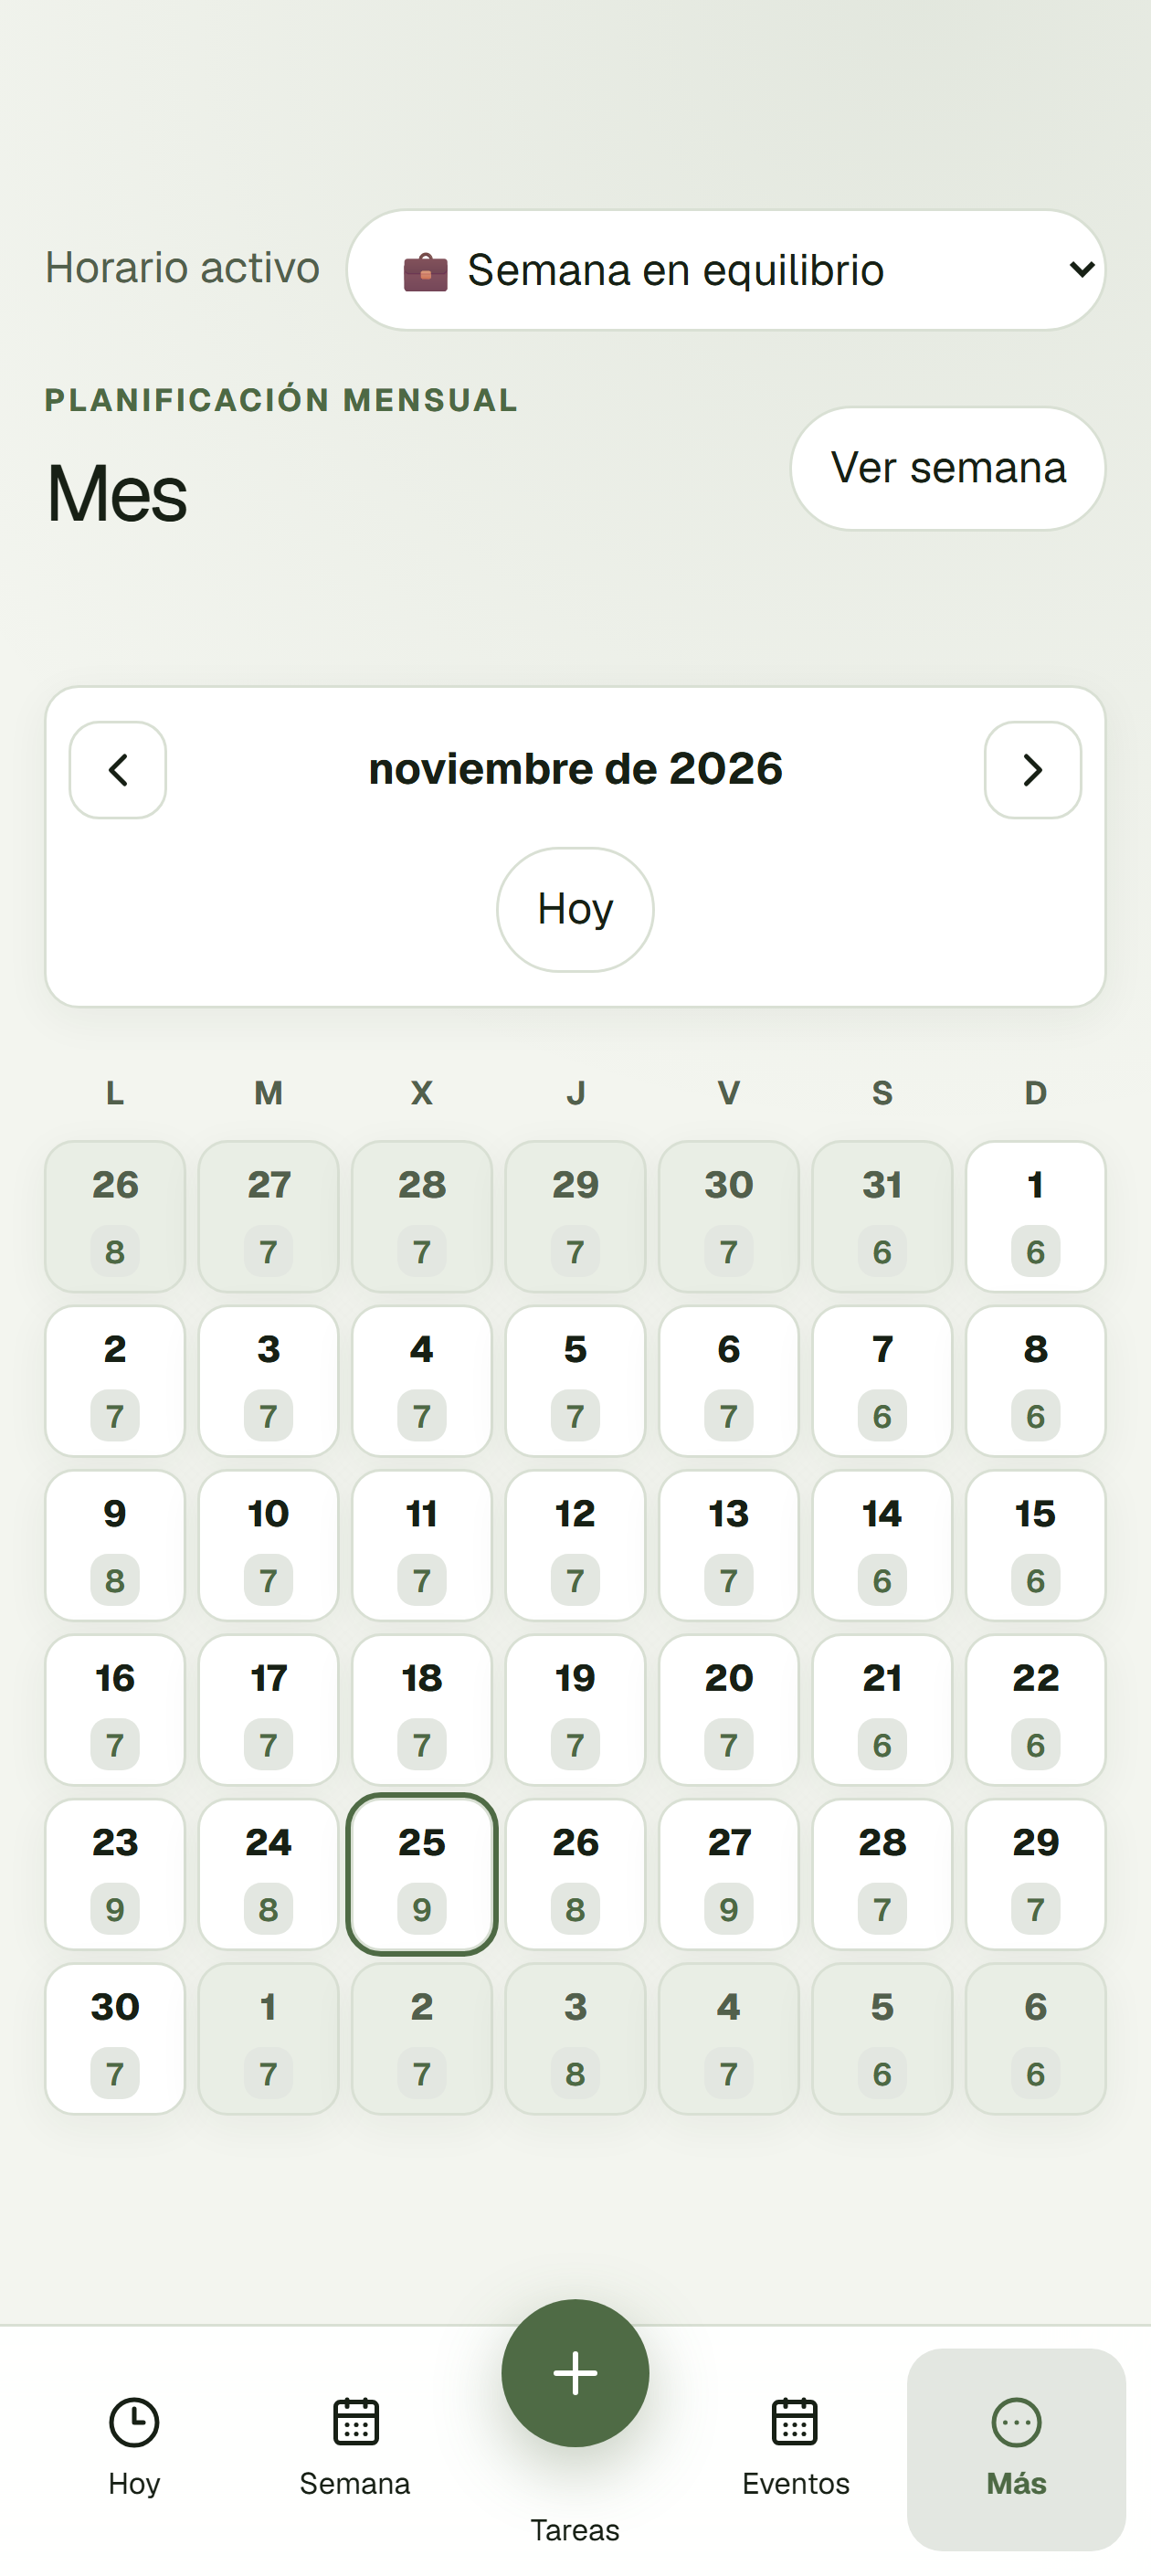 Horario activo
Semana en equilibrio
PLANIFICACIÓN MENSUAL
Mes
Ver semana
noviembre de 2026
Hoy
L M X J V S D
26 27 28 29 30 31 1
8 7 7 7 7 6 6
2 3 4 5 6 7 8
7 7 7 7 7 6 6
9 10 11 12 13 14 15
8 7 7 7 7 6 6
16 17 18 19 20 21 22
7 7 7 7 7 6 6
23 24 25 26 27 28 29
9 8 9 8 9 7 7
30 1 2 3 4 5 6
7 7 7 8 7 6 6
Hoy Semana Tareas Eventos Más